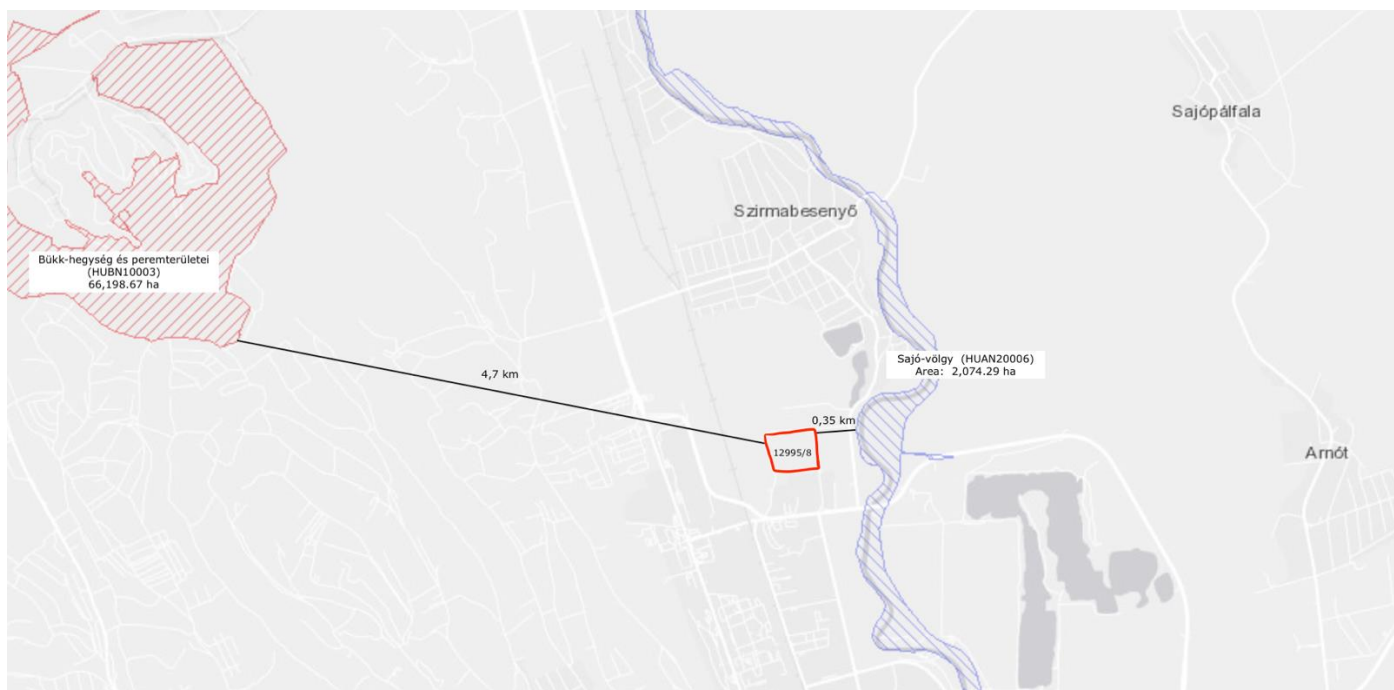 Sajópálfala
Szirmabesenyő
Bükk-hegység és peremterületei
(HUBN10003)
66,198.67 ha
Sajó-völgy (HUAN20006)
Area: 2,074.29 ha
4,7 km
0,35 km
12995/8
Arnót